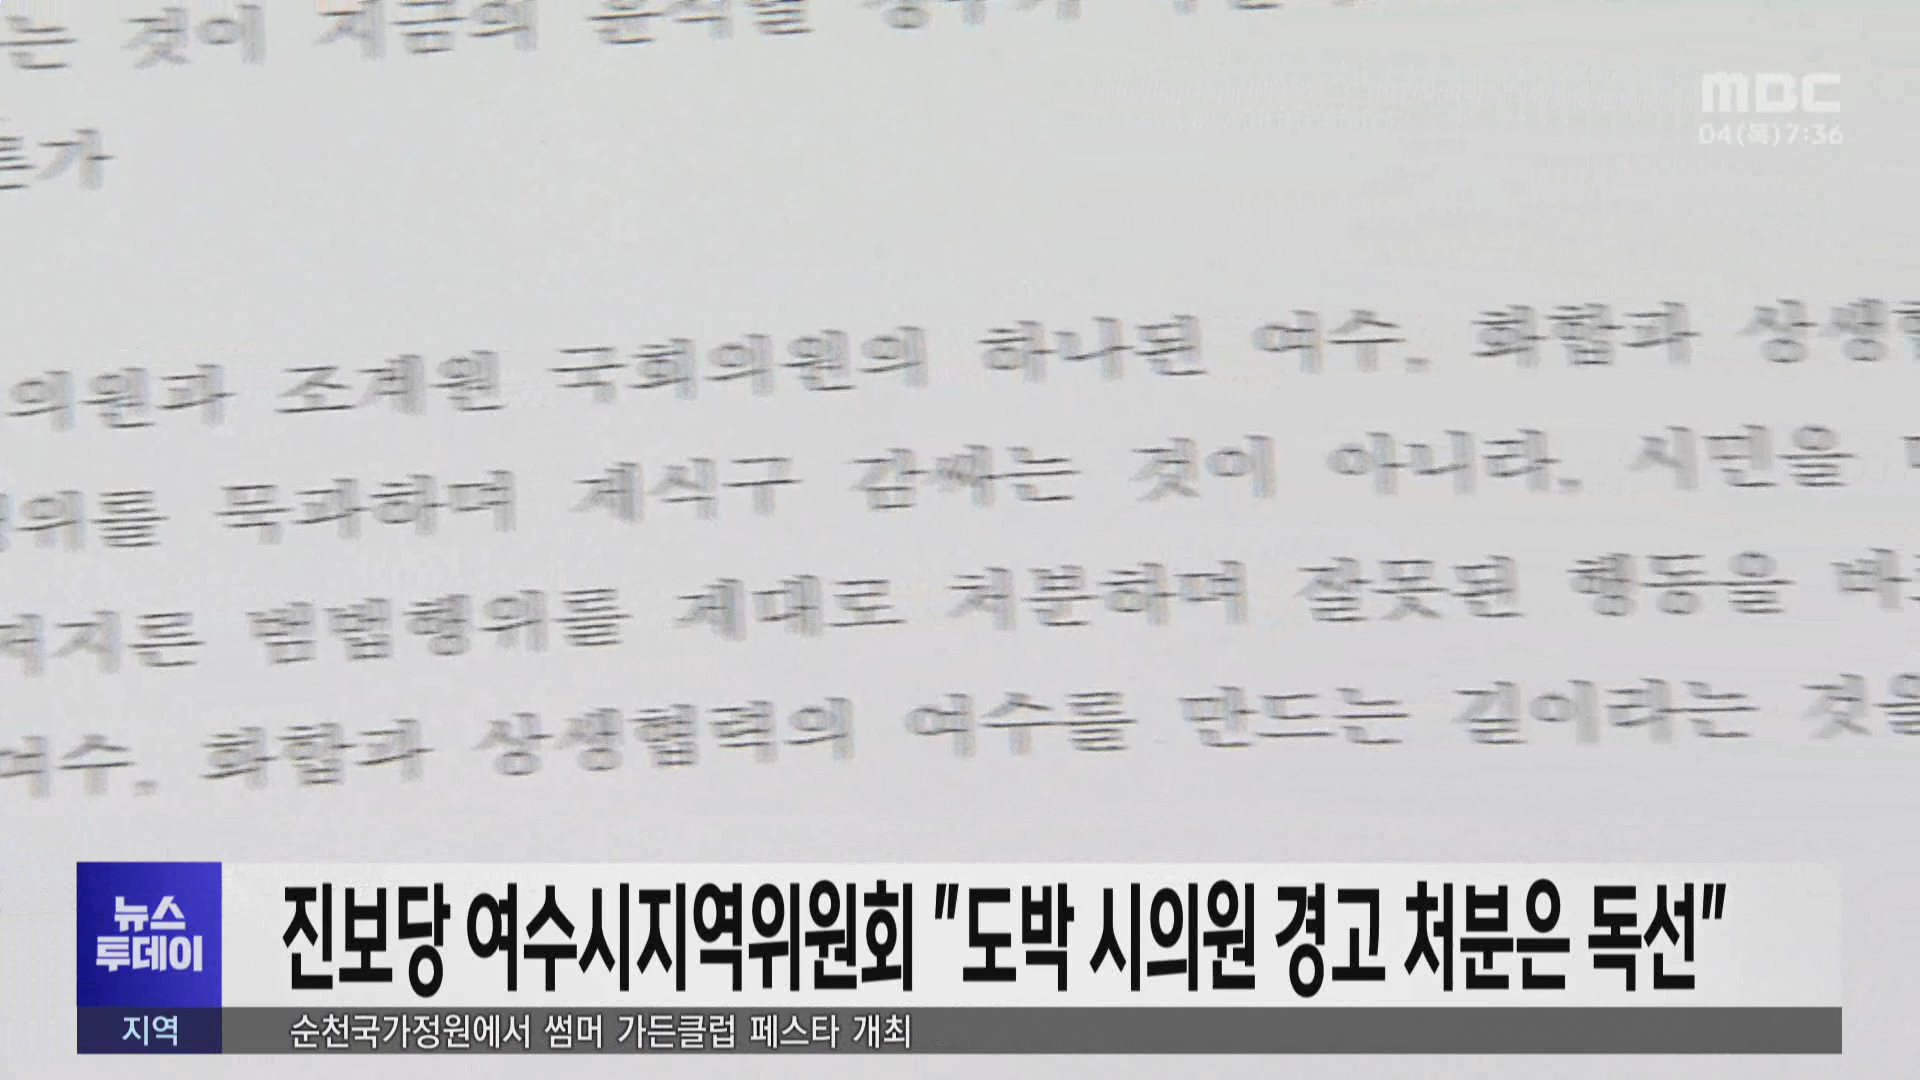 는 것이 지금의 윤석열
른가
MBC
04(목)7:36
의원과 조계원 국회의원의 하나된 여수, 화합과 상생협
위를 묵과하며 제식구 감싸는 것이 아니라, 시민을
저지른 범법행위를 제대로 처분하며 잘못된 행동을 바로
여수, 화합과 상생협력의 여수를 만드는 길이라는 것을
뉴스
투데이
진보당 여수시지역위원회 "도박 시의원 경고 처분은 독선"
지역
순천국가정원에서 썸머 가든클럽 페스타 개최